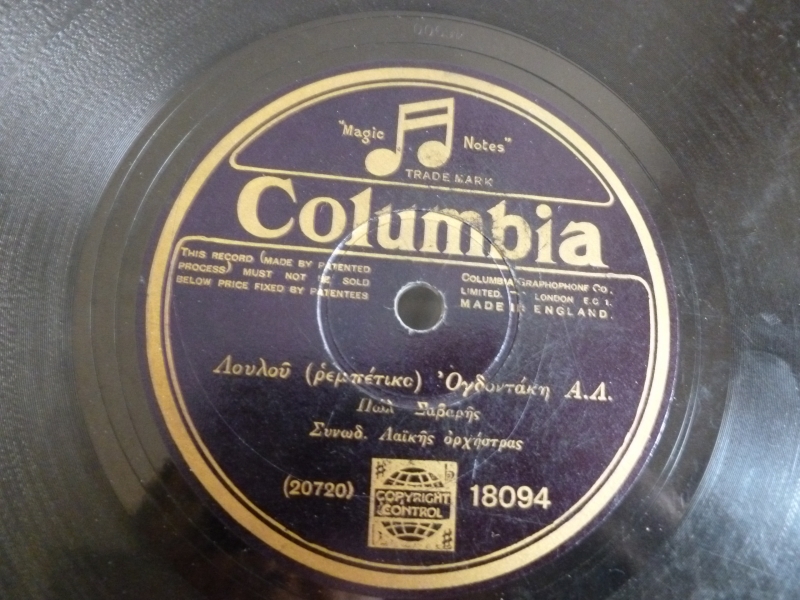 "Magic Notes"
TRADE MARK
Columbia
THIS RECORD (MADE BY PATENTED
PROCESS) MUST NOT BE SOLD
BELOW PRICE FIXED BY PATENTEES
COLUMBIA GRAPHOPHONE CO.,
LIMITED. LONDON E.C 1.
MADE IN ENGLAND.
Λουλοῦ (ρεμπέτικο) Ὀγδοντάκη Α.Λ.
Πὼλ Σαβερῆς
Συνωδ. Λαϊκῆς ὀρχήστρας
(20720)
COPYRIGHT
CONTROL
18094